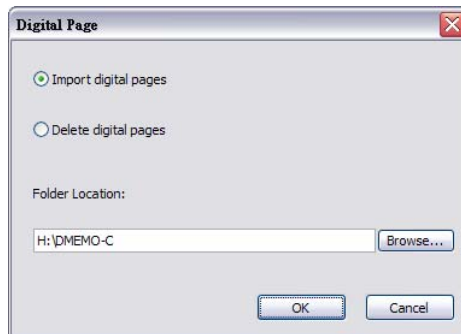 Digital Page
Import digital pages
Delete digital pages
Folder Location:
H:\DMEMO-C
Browse...
OK
Cancel